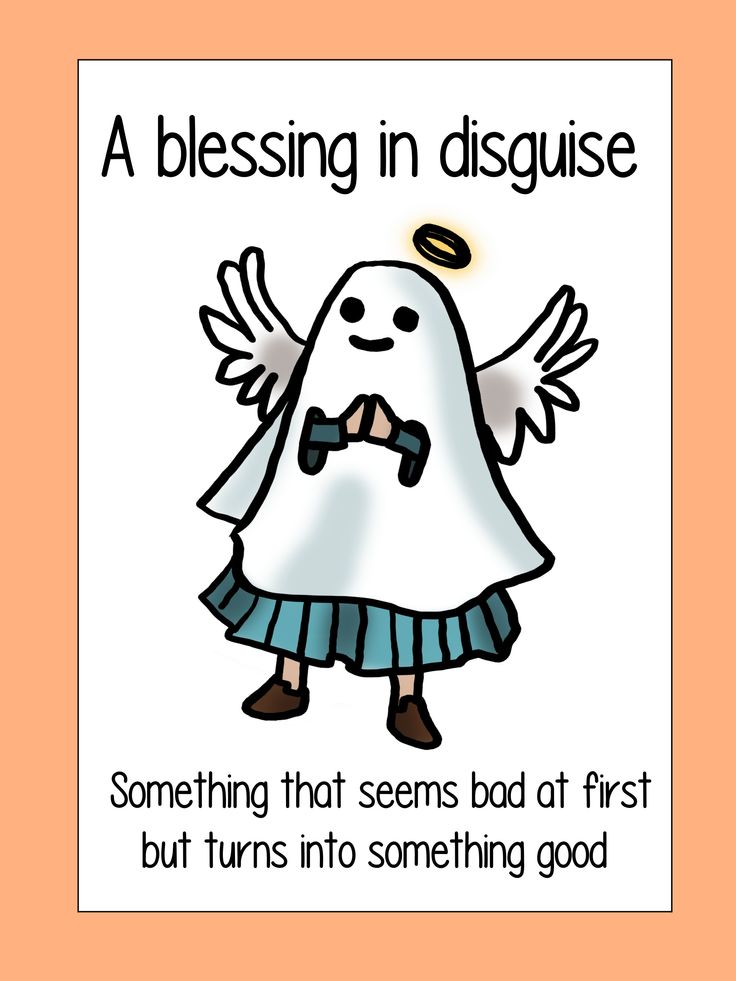 A blessing in disguise
Something that seems bad at first
but turns into something good